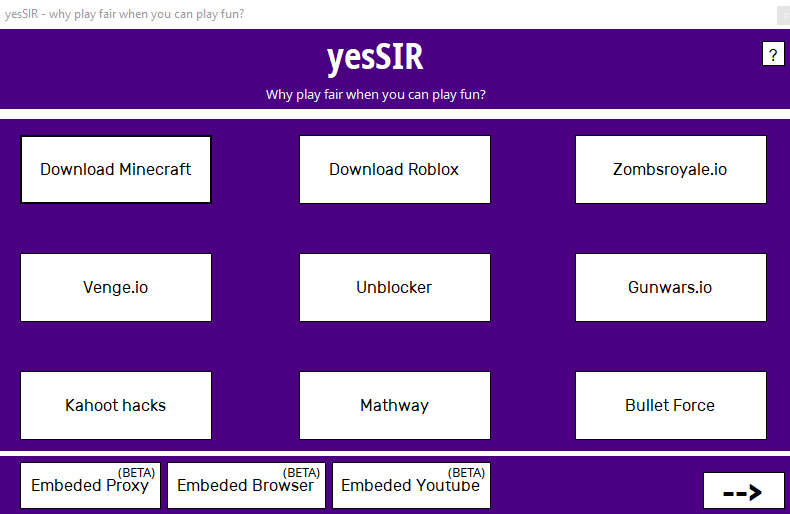 yesSIR - why play fair when you can play fun?
yesSIR
?
Why play fair when you can play fun?
Download Minecraft
Download Roblox
Zombsroyale.io
Venge.io
Unblocker
Gunwars.io
Kahoot hacks
Mathway
Bullet Force
(BETA)
Embeded Proxy
(BETA)
Embeded Browser
(BETA)
Embeded Youtube
-->